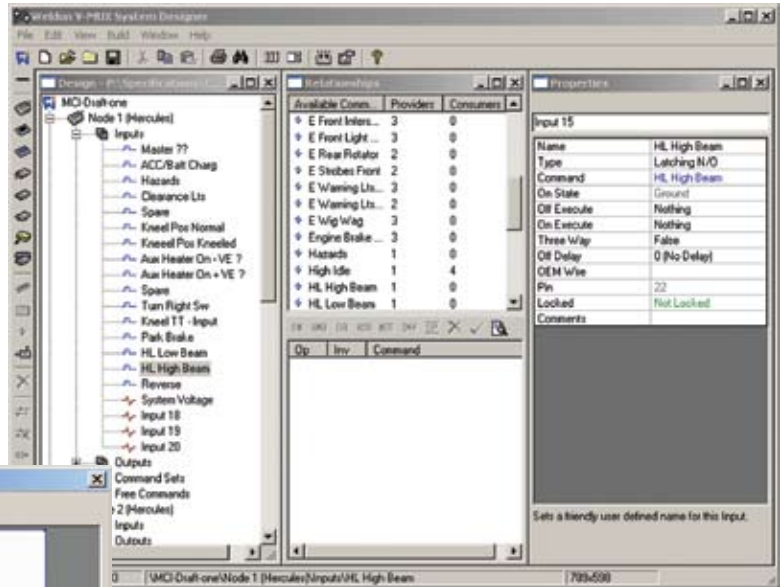 Weldon V-MUX System Designer
File Edit View Build Window Help
Design - P:\Specifications\
MCI-Draft-one
Node 1 (Hercules)
Inputs
Master ??
ACC/Batt Charg
Hazards
Clearance Lts
Spare
Kneel Pos Normal
Kneeel Pos Kneeled
Aux Heater On - VE ?
Aux Heater On + VE ?
Spare
Turn Right Sw
Kneel TT - Input
Park Brake
HL Low Beam
HL High Beam
Reverse
System Voltage
Input 18
Input 19
Input 20
Outputs
Command Sets
Free Commands
2 (Hercules)
Inputs
Outputs
Relationships
Available Comm... Providers Consumers
E Front Inters... 3 0
E Front Light ... 3 0
E Rear Rotator 2 0
E Strobes Front 2 0
E Warning Lts... 3 0
E Warning Lts... 2 0
E Wig Wag 3 0
Engine Brake ... 3 0
Hazards 1 0
High Idle 1 4
HL High Beam 1 0
HL Low Beam 1 0
Op Inv Command
Properties
Input 15
Name HL High Beam
Type Latching N/O
Command HL High Beam
On State Ground
Off Execute Nothing
On Execute Nothing
Three Way False
Off Delay 0 (No Delay)
OEM Wire
Pin 22
Locked Not Locked
Comments
Sets a friendly user defined name for this Input.
\MCI-Draft-one\Node 1 (Hercules)\Inputs\HL High Beam
789x598